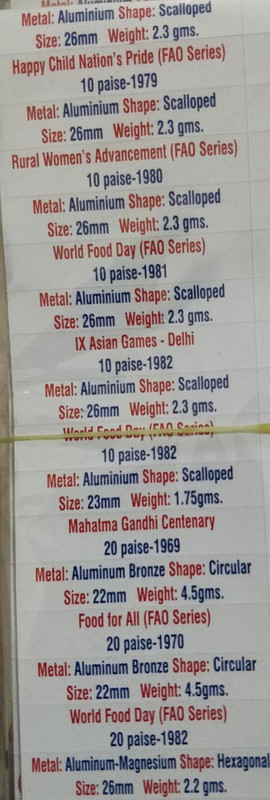 Metal: Aluminium Shape: Scalloped
Size: 26mm Weight: 2.3 gms.
Happy Child Nation's Pride (FAO Series)
10 paise-1979
Metal: Aluminium Shape: Scalloped
Size: 26mm Weight: 2.3 gms.
Rural Women's Advancement (FAO Series)
10 paise-1980
Metal: Aluminium Shape: Scalloped
Size: 26mm Weight: 2.3 gms.
World Food Day (FAO Series)
10 paise-1981
Metal: Aluminium Shape: Scalloped
Size: 26mm Weight: 2.3 gms.
IX Asian Games - Delhi
10 paise-1982
Metal: Aluminium Shape: Scalloped
Size: 26mm Weight: 2.3 gms.
World Food Day (FAO Series)
10 paise-1982
Metal: Aluminium Shape: Scalloped
Size: 23mm Weight: 1.75gms.
Mahatma Gandhi Centenary
20 paise-1969
Metal: Aluminum Bronze Shape: Circular
Size: 22mm Weight: 4.5gms.
Food for All (FAO Series)
20 paise-1970
Metal: Aluminum Bronze Shape: Circular
Size: 22mm Weight: 4.5gms.
World Food Day (FAO Series)
20 paise-1982
Metal: Aluminum-Magnesium Shape: Hexagonal
Size: 26mm Weight: 2.2 gms.